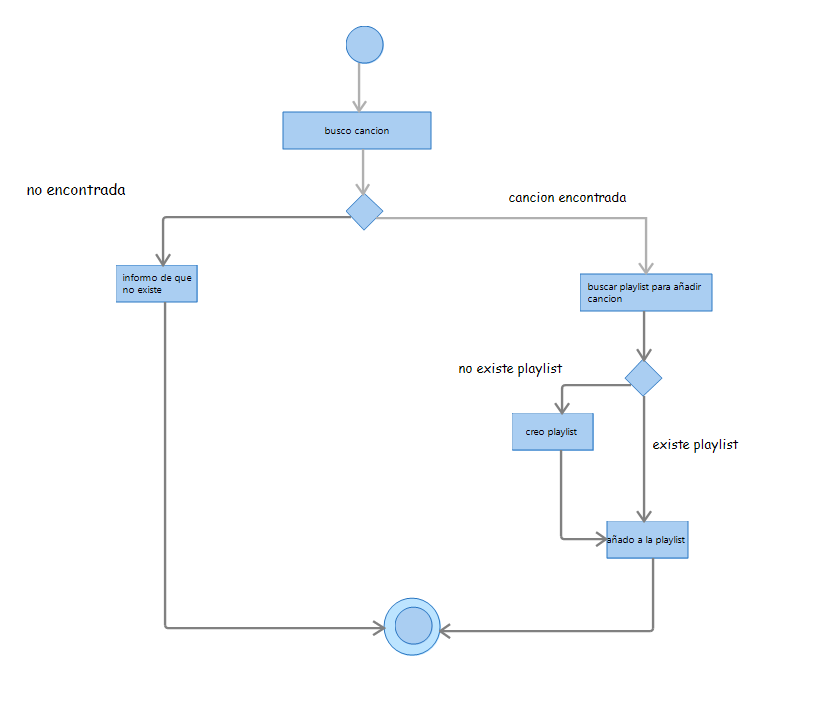 busco cancion
no encontrada
cancion encontrada
informo de que
no existe
buscar playlist para añadir
cancion
no existe playlist
creo playlist
existe playlist
añado a la playlist